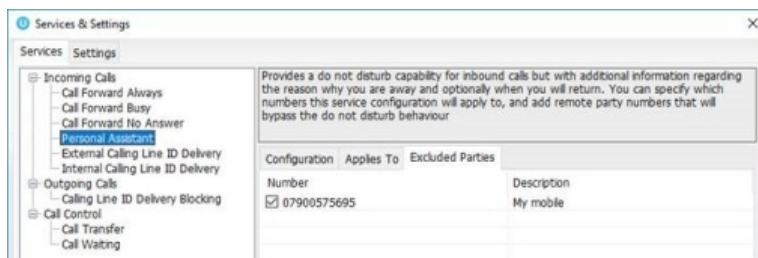 Services & Settings
Services Settings
Incoming Calls
Call Forward Always
Call Forward Busy
Call Forward No Answer
Personal Assistant
External Calling Line ID Delivery
Internal Calling Line ID Delivery
Outgoing Calls
Calling Line ID Delivery Blocking
Call Control
Call Transfer
Call Waiting
Provides a do not disturb capability for inbound calls but with additional information regarding
the reason why you are away and optionally when you will return. You can specify which
numbers this service configuration will apply to, and add remote party numbers that will
bypass the do not disturb behaviour
Configuration Applies To Excluded Parties
Number Description
07900575695 My mobile